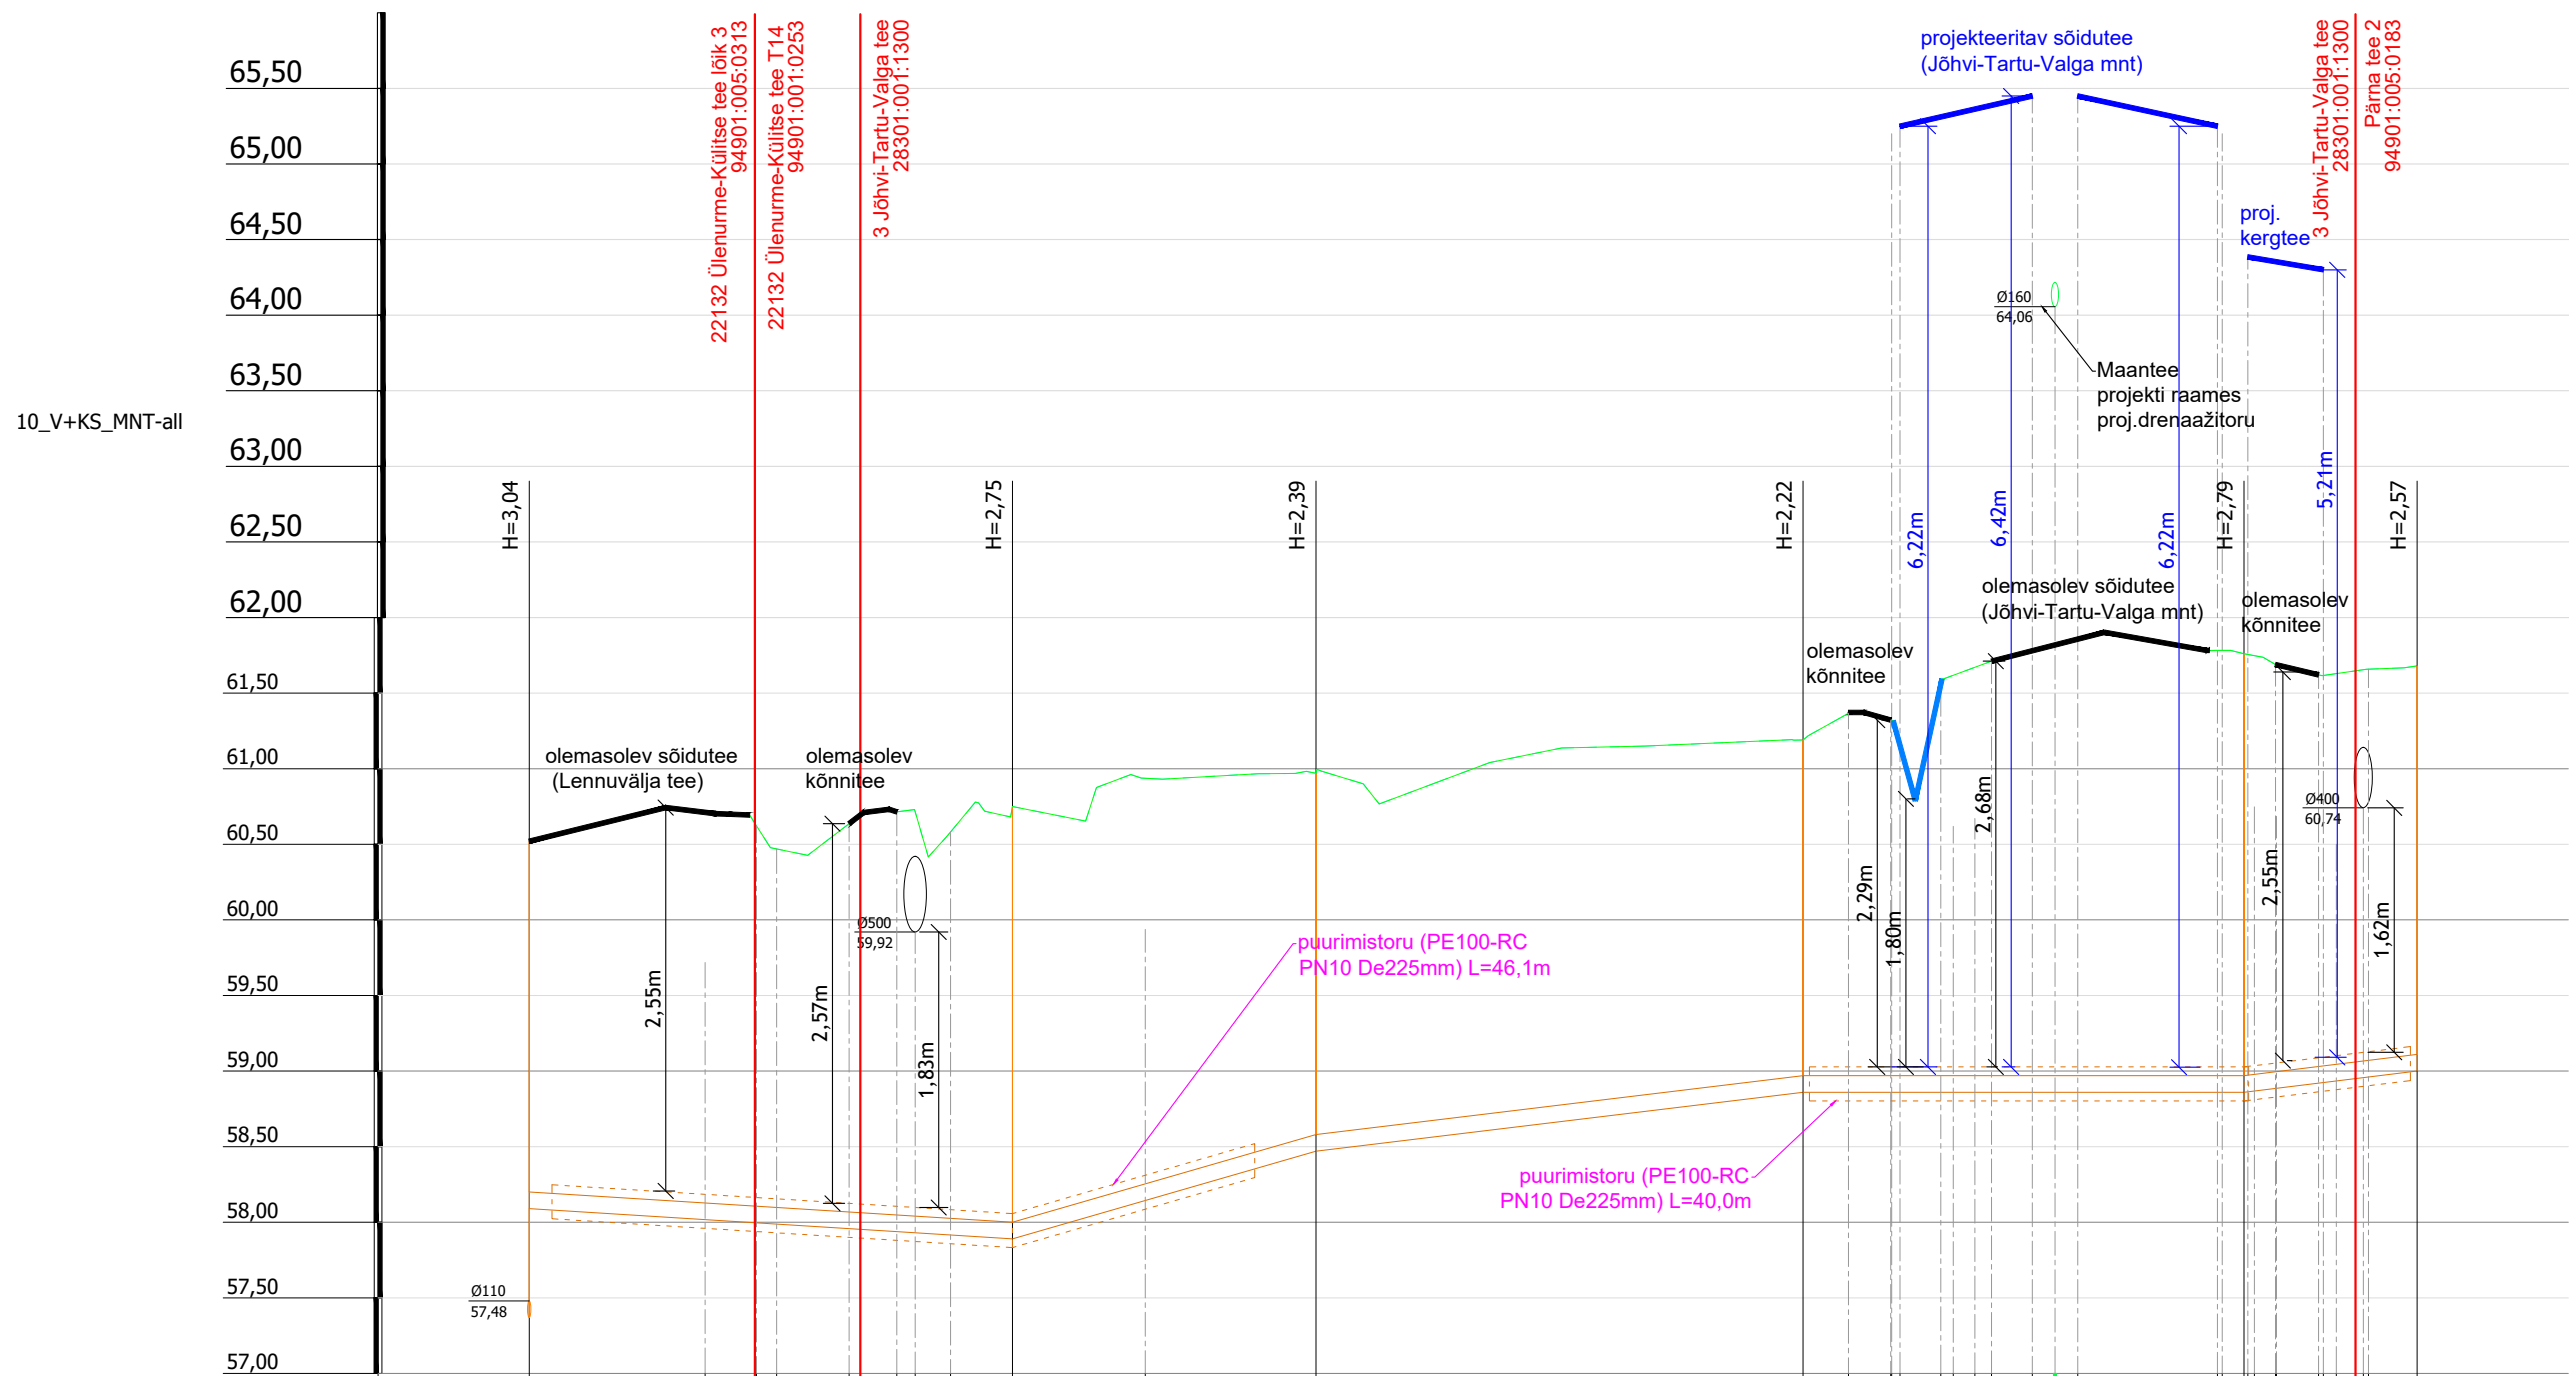 10_V+KS_MNT-all
65,50
65,00
64,50
64,00
63,50
63,00
62,50
62,00
61,50
61,00
60,50
60,00
59,50
59,00
58,50
58,00
57,50
57,00
22132 Ülenurme-Külitse tee lõik 3
94901:005:0313
22132 Ülenurme-Külitse tee T14
94901:001:0253
3 Jõhvi-Tartu-Valga tee
28301:001:1300
projekteeritav sõidutee
(Jõhvi-Tartu-Valga mnt)
3 Jõhvi-Tartu-Valga tee
28301:001:1300
Pärna tee 2
94901:005:0183
proj.
kergtee
Ø160
64,06
Maantee
projekti raames
proj.drenaažitoru
H=3,04
H=2,75
H=2,39
H=2,22
H=2,79
H=2,57
6,22m
6,42m
6,22m
5,21m
olemasolev sõidutee
(Jõhvi-Tartu-Valga mnt)
olemasolev
kõnnitee
olemasolev
kõnnitee
olemasolev sõidutee
(Lennuvälja tee)
olemasolev
kõnnitee
2,55m
2,57m
Ø500
59,92
1,83m
puurimistoru (PE100-RC
PN10 De225mm) L=46,1m
2,29m
1,80m
2,68m
2,55m
Ø400
60,74
1,62m
puurimistoru (PE100-RC
PN10 De225mm) L=40,0m
Ø110
57,48